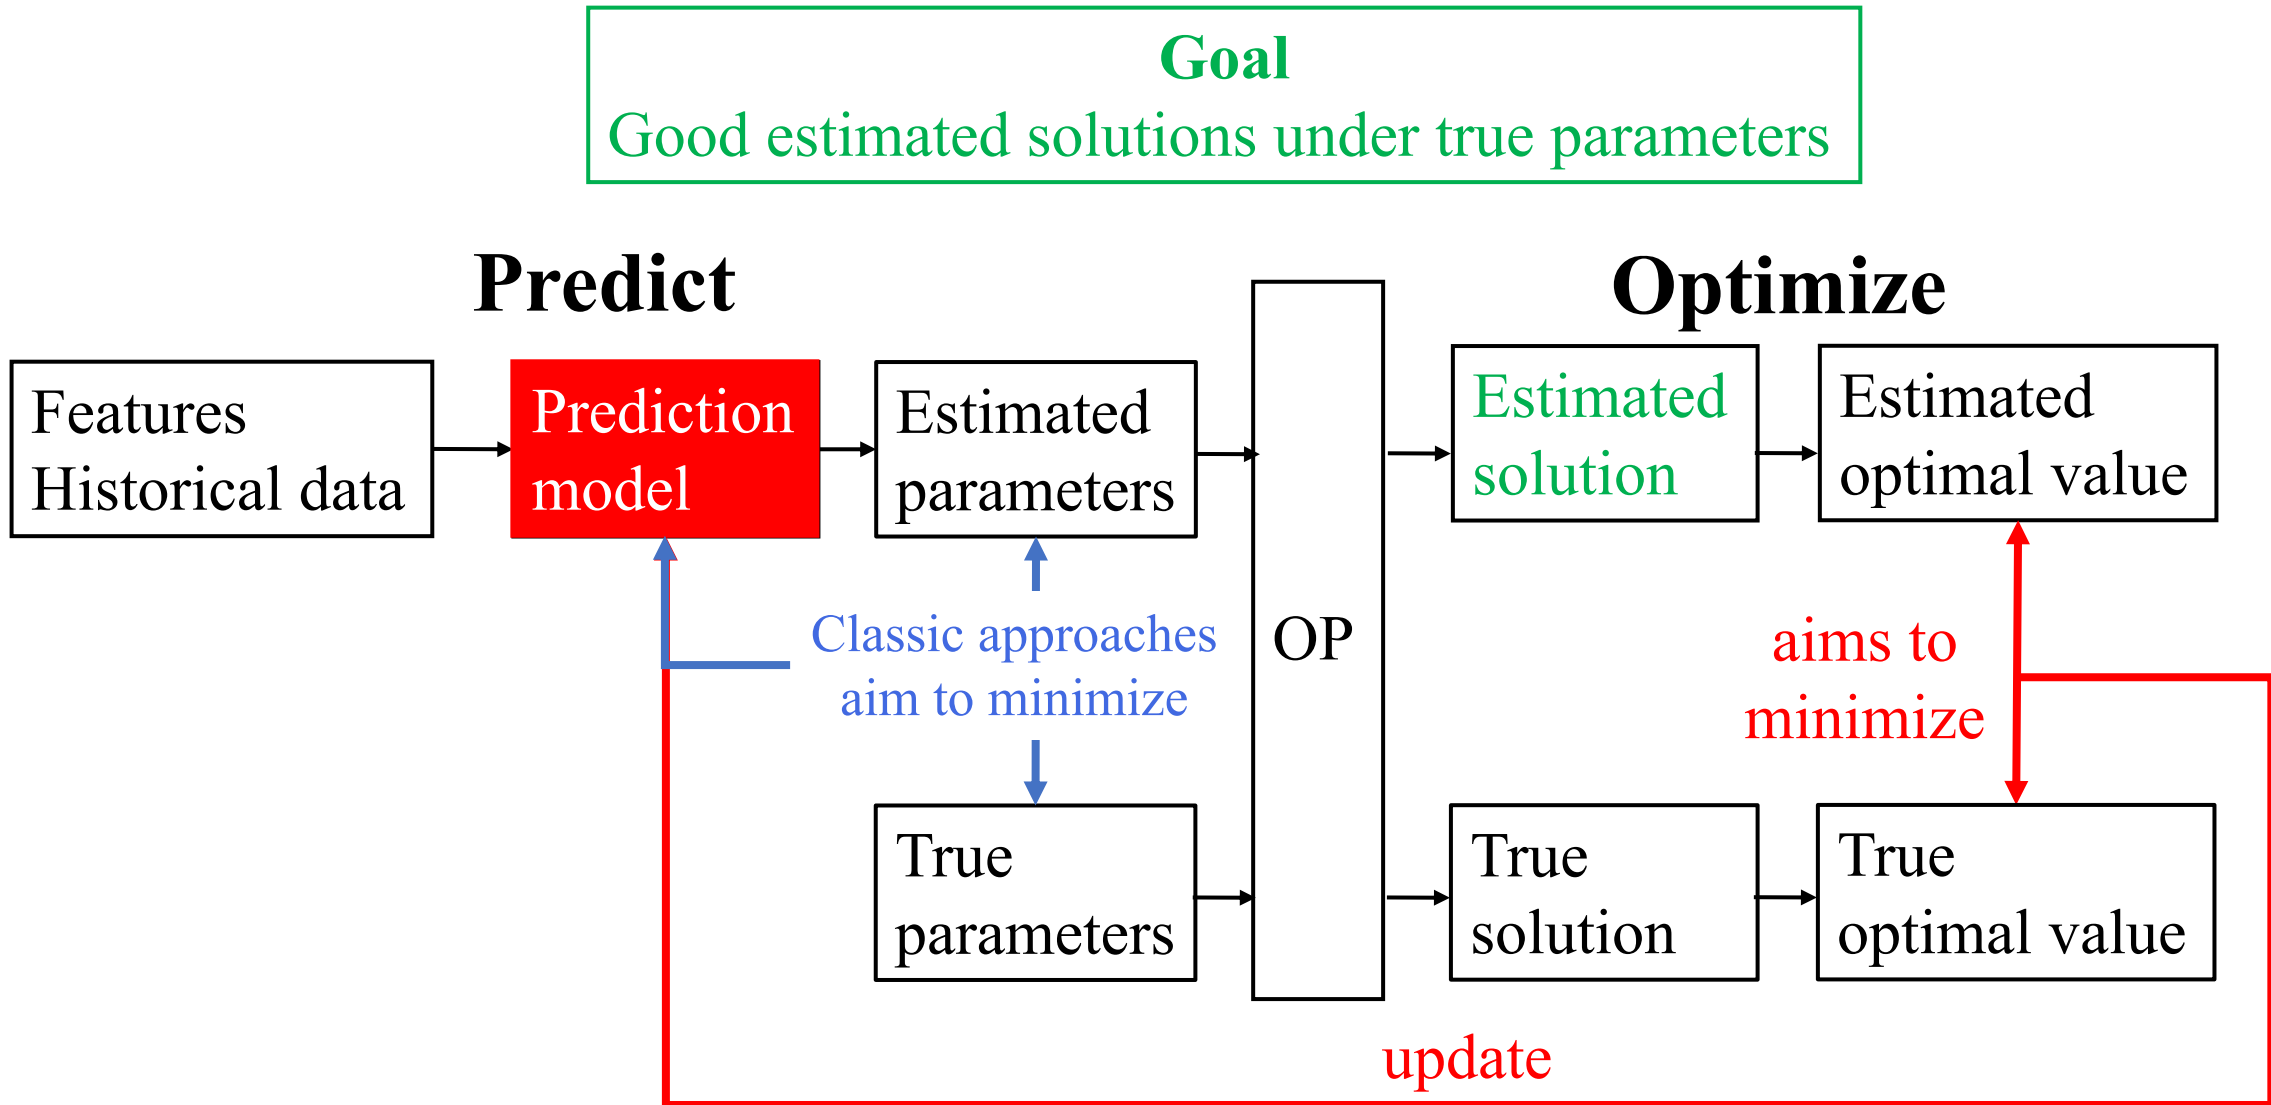 Goal
Good estimated solutions under true parameters
Predict
Optimize
Features
Historical data
Prediction
model
Estimated
parameters
OP
Estimated
solution
Estimated
optimal value
Classic approaches
aim to minimize
aims to
minimize
True
parameters
True
solution
True
optimal value
update